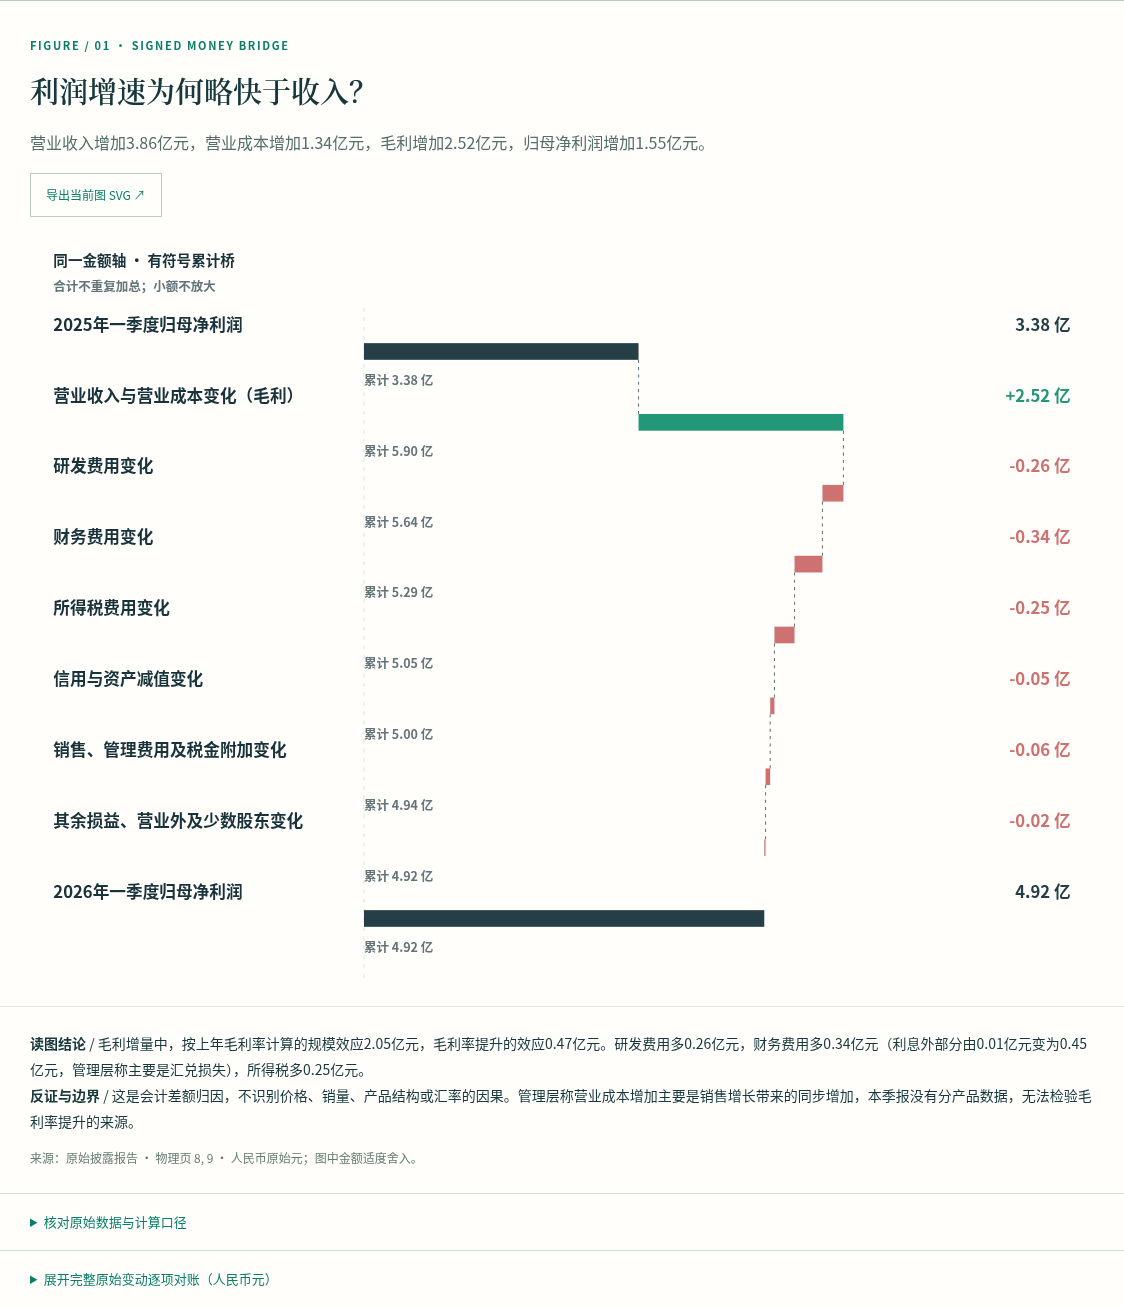 FIGURE / 01 · SIGNED MONEY BRIDGE
利润增速为何略快于收入？
营业收入增加3.86亿元，营业成本增加1.34亿元，毛利增加2.52亿元，归母净利润增加1.55亿元。
导出当前图 SVG ↗
同一金额轴 · 有符号累计桥
合计不重复加总；小额不放大
2025年一季度归母净利润
3.38 亿
累计 3.38 亿
营业收入与营业成本变化（毛利）
+2.52 亿
累计 5.90 亿
研发费用变化
-0.26 亿
累计 5.64 亿
财务费用变化
-0.34 亿
累计 5.29 亿
所得税费用变化
-0.25 亿
累计 5.05 亿
信用与资产减值变化
-0.05 亿
累计 5.00 亿
销售、管理费用及税金附加变化
-0.06 亿
累计 4.94 亿
其余损益、营业外及少数股东变化
-0.02 亿
累计 4.92 亿
2026年一季度归母净利润
4.92 亿
累计 4.92 亿
读图结论 / 毛利增量中，按上年毛利率计算的规模效应2.05亿元，毛利率提升的效应0.47亿元。研发费用多0.26亿元，财务费用多0.34亿元（利息外部分由0.01亿元变为0.45
亿元，管理层称主要是汇兑损失），所得税多0.25亿元。
反证与边界 / 这是会计差额归因，不识别价格、销量、产品结构或汇率的因果。管理层称营业成本增加主要是销售增长带来的同步增加，本季报没有分产品数据，无法检验毛
利率提升的来源。
来源：原始披露报告 · 物理页 8, 9 · 人民币原始元；图中金额适度舍入。
▶ 核对原始数据与计算口径
▶ 展开完整原始变动逐项对账（人民币元）